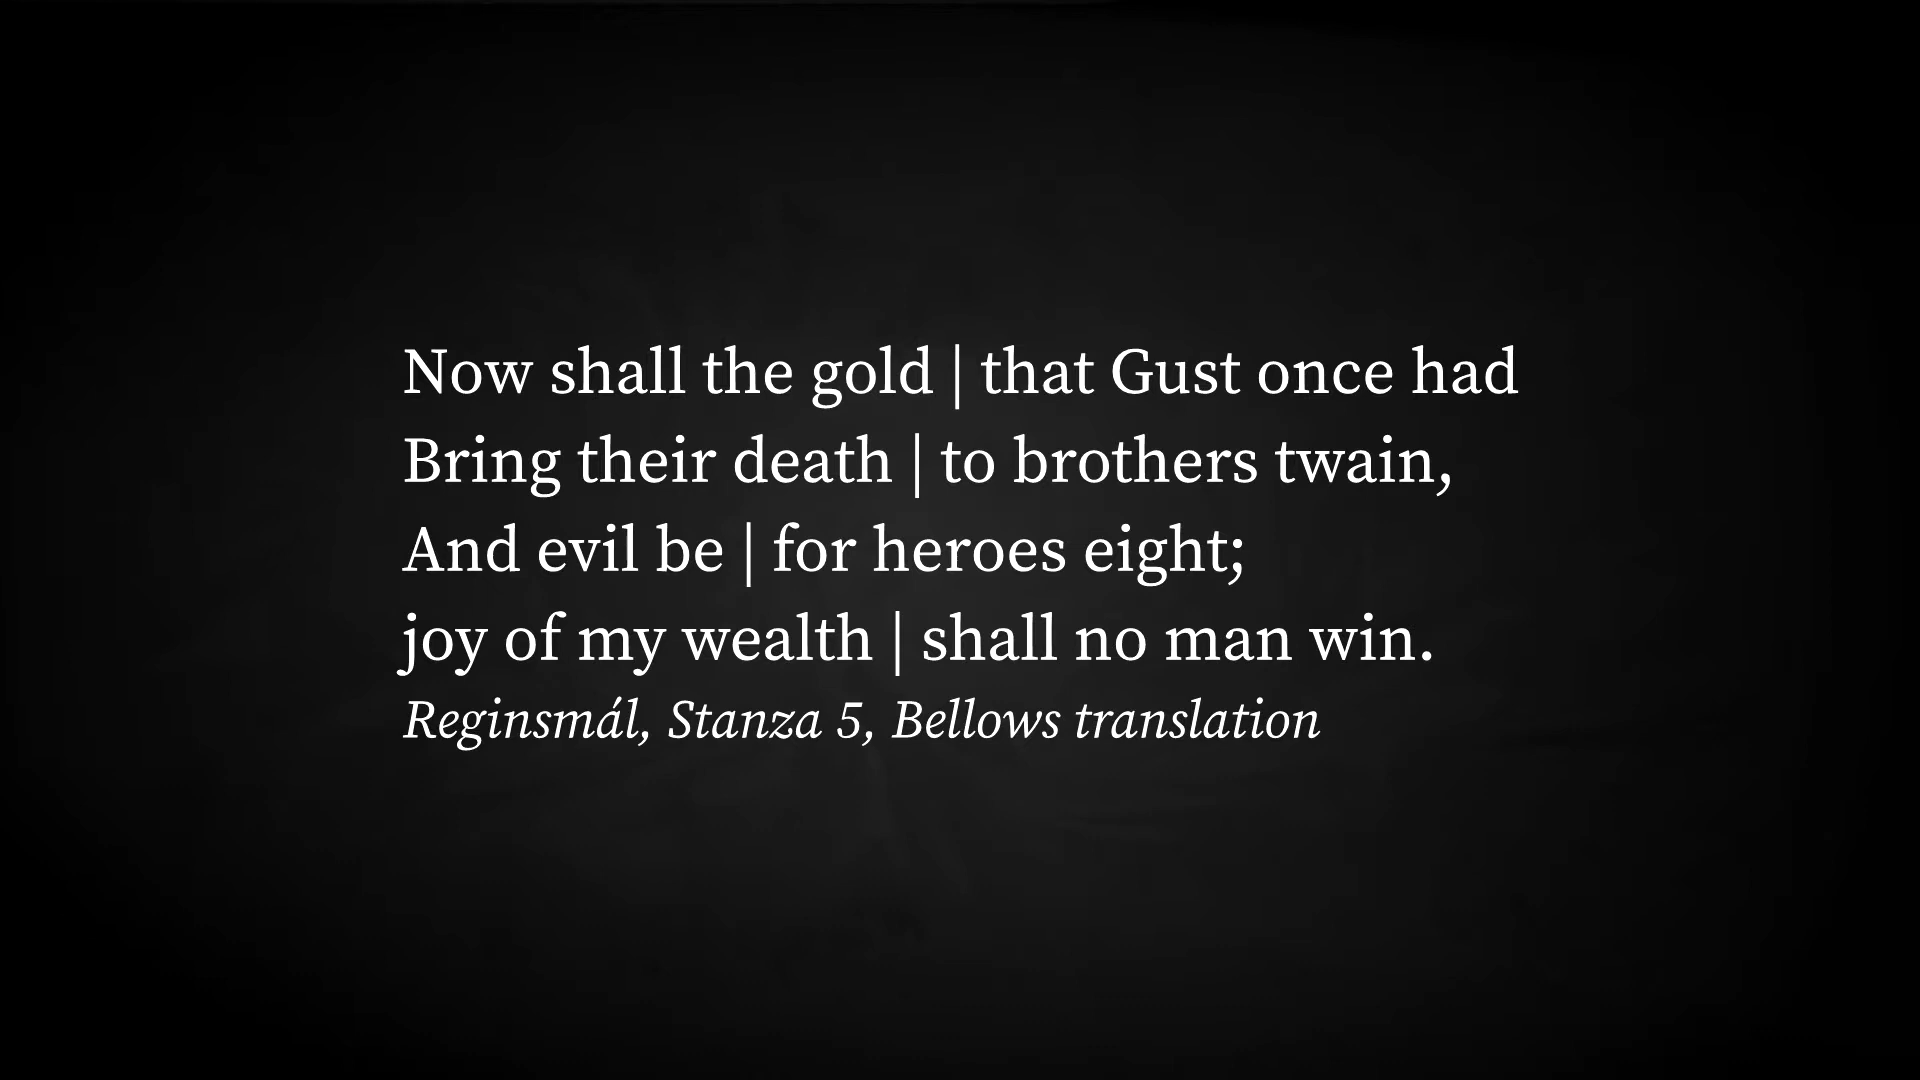 Now shall the gold | that Gust once had
Bring their death | to brothers twain,
And evil be | for heroes eight;
joy of my wealth | shall no man win.
Reginsmál, Stanza 5, Bellows translation